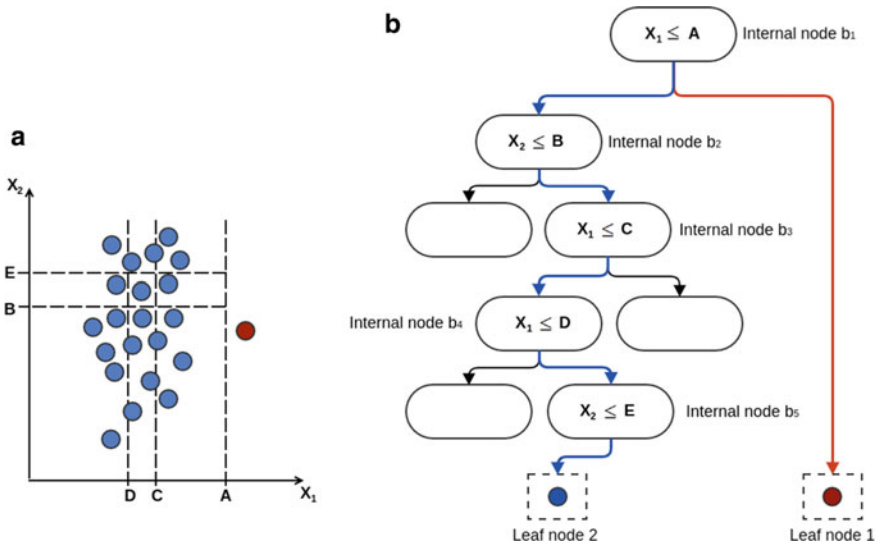 a
X₂
E
B
D C A X₁
b
X₁ ≤ A Internal node b₁
X₂ ≤ B Internal node b₂
X₁ ≤ C Internal node b₃
Internal node b₄ X₁ ≤ D
X₂ ≤ E Internal node b₅
Leaf node 2 Leaf node 1